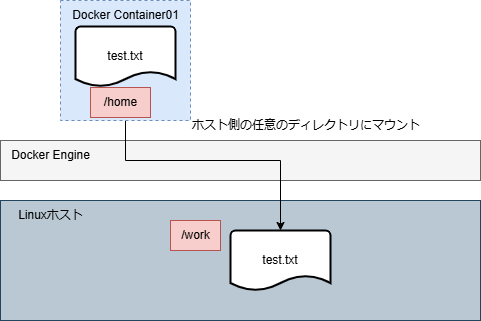 Docker Container01
test.txt
/home
ホスト側の任意のディレクトリにマウント
Docker Engine
Linuxホスト
/work
test.txt